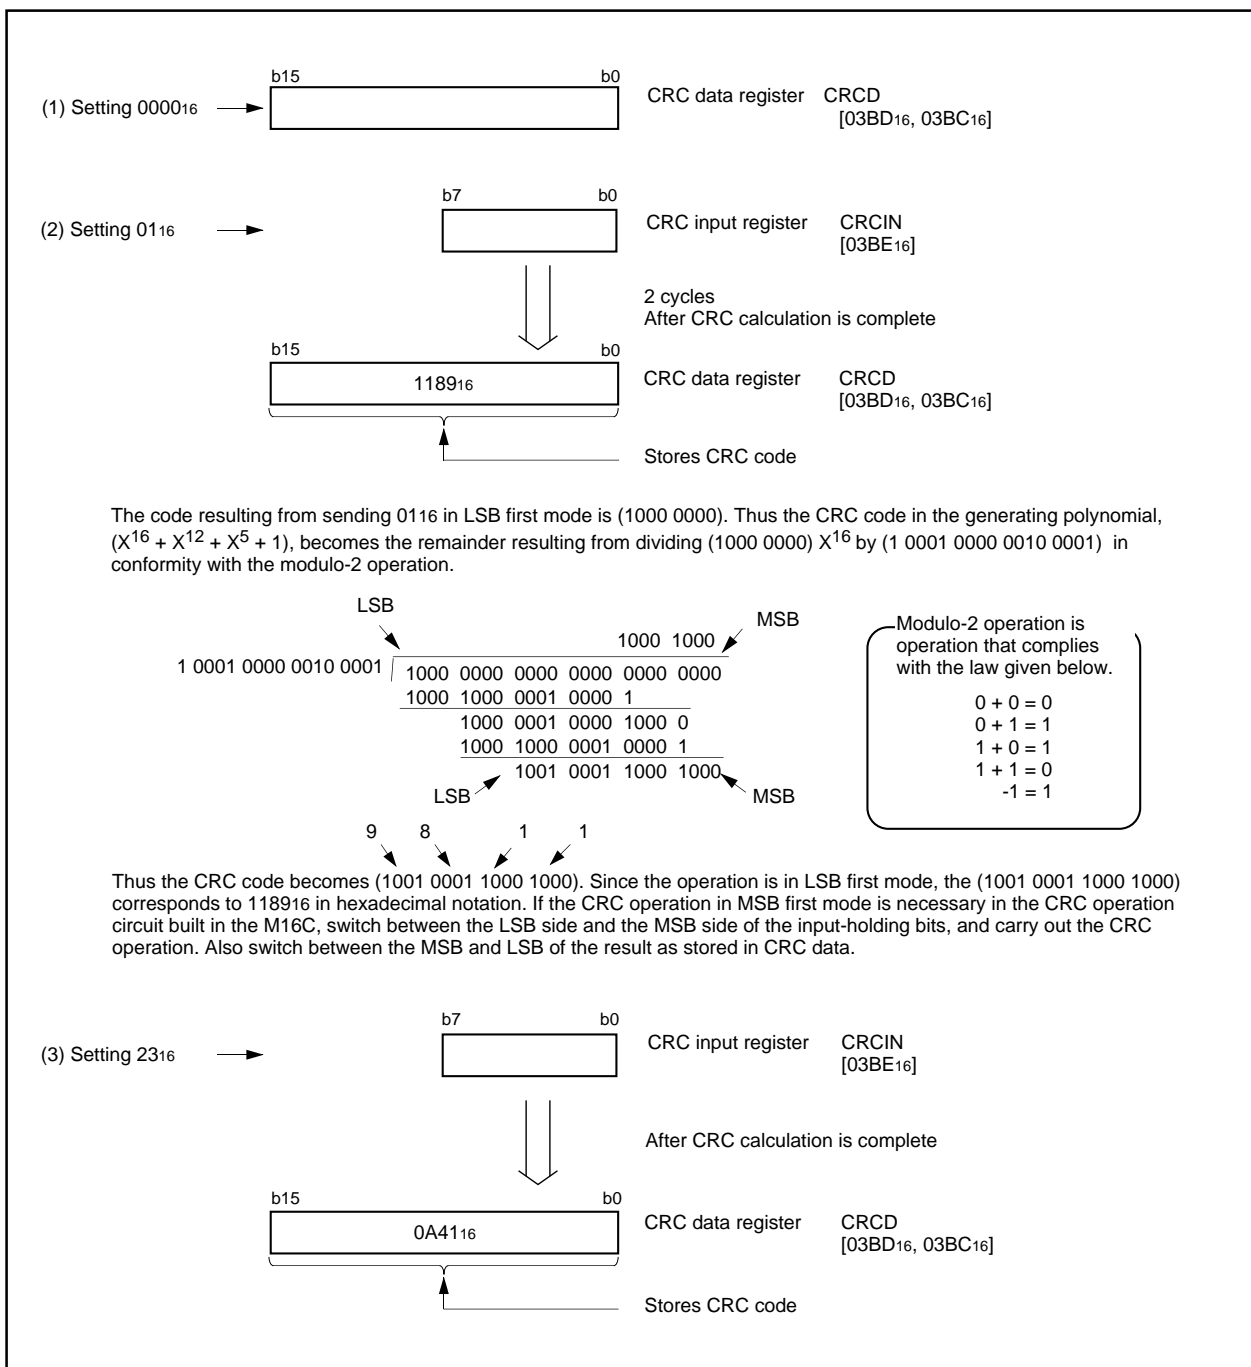 b15 b0
(1) Setting 000016 CRC data register CRCD
[03BD16, 03BC16]
b7 b0
(2) Setting 0116 CRC input register CRCIN
[03BE16]
2 cycles
After CRC calculation is complete
b15 b0
118916 CRC data register CRCD
[03BD16, 03BC16]
Stores CRC code
The code resulting from sending 0116 in LSB first mode is (1000 0000). Thus the CRC code in the generating polynomial,
(X16 + X12 + X5 + 1), becomes the remainder resulting from dividing (1000 0000) X16 by (1 0001 0000 0010 0001) in
conformity with the modulo-2 operation.
LSB MSB
1000 1000
1 0001 0000 0010 0001 1000 0000 0000 0000 0000 0000
1000 1000 0001 0000 1
1000 0001 0000 1000 0
1000 1000 0001 0000 1
1001 0001 1000 1000
LSB MSB
Modulo-2 operation is
operation that complies
with the law given below.
0 + 0 = 0
0 + 1 = 1
1 + 0 = 1
1 + 1 = 0
-1 = 1
9 8 1 1
Thus the CRC code becomes (1001 0001 1000 1000). Since the operation is in LSB first mode, the (1001 0001 1000 1000)
corresponds to 118916 in hexadecimal notation. If the CRC operation in MSB first mode is necessary in the CRC operation
circuit built in the M16C, switch between the LSB side and the MSB side of the input-holding bits, and carry out the CRC
operation. Also switch between the MSB and LSB of the result as stored in CRC data.
b7 b0
(3) Setting 2316 CRC input register CRCIN
[03BE16]
After CRC calculation is complete
b15 b0
0A4116 CRC data register CRCD
[03BD16, 03BC16]
Stores CRC code